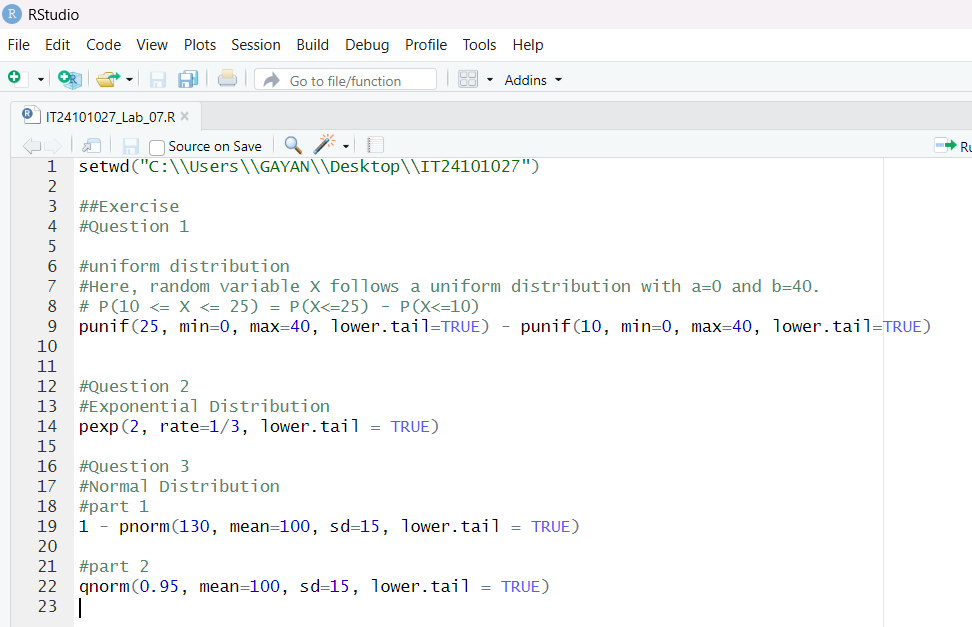 RStudio
File Edit Code View Plots Session Build Debug Profile Tools Help
Go to file/function Addins
IT24101027_Lab_07.R
Source on Save
1 setwd("C:\\Users\\GAYAN\\Desktop\\IT24101027")
2
3 ##Exercise
4 #Question 1
5
6 #uniform distribution
7 #Here, random variable X follows a uniform distribution with a=0 and b=40.
8 # P(10 <= X <= 25) = P(X<=25) - P(X<=10)
9 punif(25, min=0, max=40, lower.tail=TRUE) - punif(10, min=0, max=40, lower.tail=TRUE)
10
11
12 #Question 2
13 #Exponential Distribution
14 pexp(2, rate=1/3, lower.tail = TRUE)
15
16 #Question 3
17 #Normal Distribution
18 #part 1
19 1 - pnorm(130, mean=100, sd=15, lower.tail = TRUE)
20
21 #part 2
22 qnorm(0.95, mean=100, sd=15, lower.tail = TRUE)
23